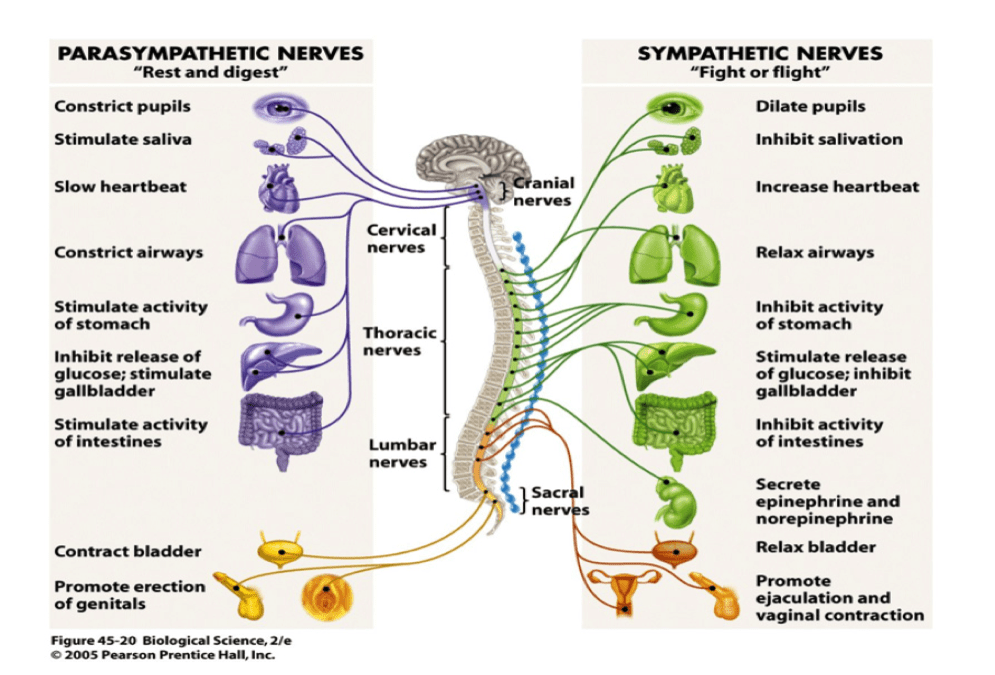 PARASYMPATHETIC NERVES
“Rest and digest”
Constrict pupils
Stimulate saliva
Slow heartbeat
Constrict airways
Stimulate activity
of stomach
Inhibit release of
glucose; stimulate
gallbladder
Stimulate activity
of intestines
Contract bladder
Promote erection
of genitals
Cranial
nerves
Cervical
nerves
Thoracic
nerves
Lumbar
nerves
Sacral
nerves
SYMPATHETIC NERVES
“Fight or flight”
Dilate pupils
Inhibit salivation
Increase heartbeat
Relax airways
Inhibit activity
of stomach
Stimulate release
of glucose; inhibit
gallbladder
Inhibit activity
of intestines
Secrete
epinephrine and
norepinephrine
Relax bladder
Promote
ejaculation and
vaginal contraction
Figure 45-20 Biological Science, 2/e
© 2005 Pearson Prentice Hall, Inc.